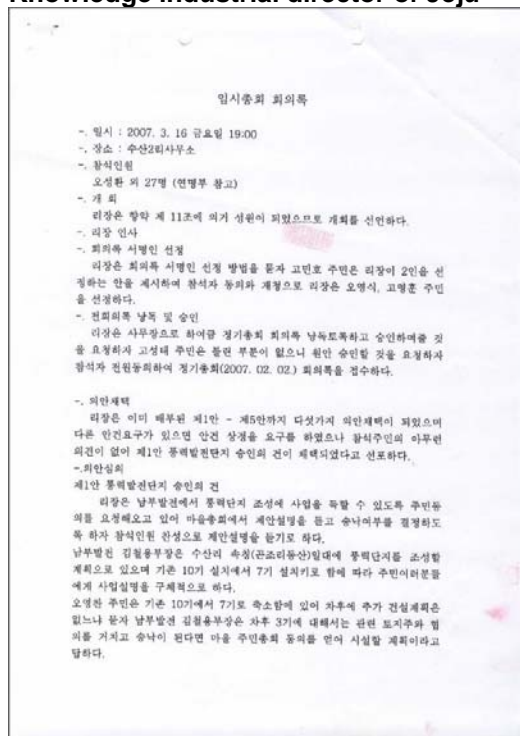 Knowledge Industrial director of Jeju
임시총회 회의록
-. 일시 : 2007. 3. 16 금요일 19:00
-. 장소 : 수산2리사무소
-. 참석인원
오성환 외 27명 (연명부 참고)
-. 개 회
리장은 향약 제 11조에 의거 성원이 되었으므로 개회를 선언하다.
-. 리장 인사
-. 회의록 서명인 선정
리장은 회의록 서명인 선정 방법을 묻자 고민호 주민은 리장이 2인을 선
정하는 안을 제시하며 참석자 동의와 재청으로 리장은 오영식, 고명훈 주민
을 선정하다.
-. 전회의록 낭독 및 승인
리장은 사무장으로 하여금 정기총회 회의록 낭독토록하고 승인하며줄 것
을 요청하자 고성태 주민은 틀린 부분이 없으니 원안 승인할 것을 요청하자
참석자 전원동의하여 정기총회(2007. 02. 02.) 회의록을 접수하다.
-. 의안채택
리장은 이미 배부된 제1안 - 제5안까지 다섯가지 의안채택이 되었으며
다른 안건요구가 있으면 안건 상정을 요구를 하였으나 참석주민의 아무런
의견이 없어 제1안 풍력발전단지 승인의 건이 채택되었다고 선포하다.
-.의안심의
제1안 풍력발전단지 승인의 건
리장은 남부발전에서 풍력단지 조성에 사업을 득할 수 있도록 주민동
의를 요청해오고 있어 마을총회에서 제안설명을 듣고 승낙여부를 결정하도
록 하자 참석인원 찬성으로 제안설명을 듣기로 하다.
남부발전 김철용부장은 수산리 속칭(곤조리동산)일대에 풍력단지를 조성할
계획으로 있으며 기존 10기 설치에서 7기 설치키로 함에 따라 주민여러분들
에게 사업설명을 구체적으로 하다.
오영찬 주민은 기존 10기에서 7기로 축소함에 있어 차후에 추가 건설계획은
없느냐 묻자 남부발전 김철용부장은 차후 3기에 대해서는 관련 토지주와 협
의를 거치고 승낙이 된다면 마을 주민총회 동의를 얻어 시설할 계획이라고
답하다.